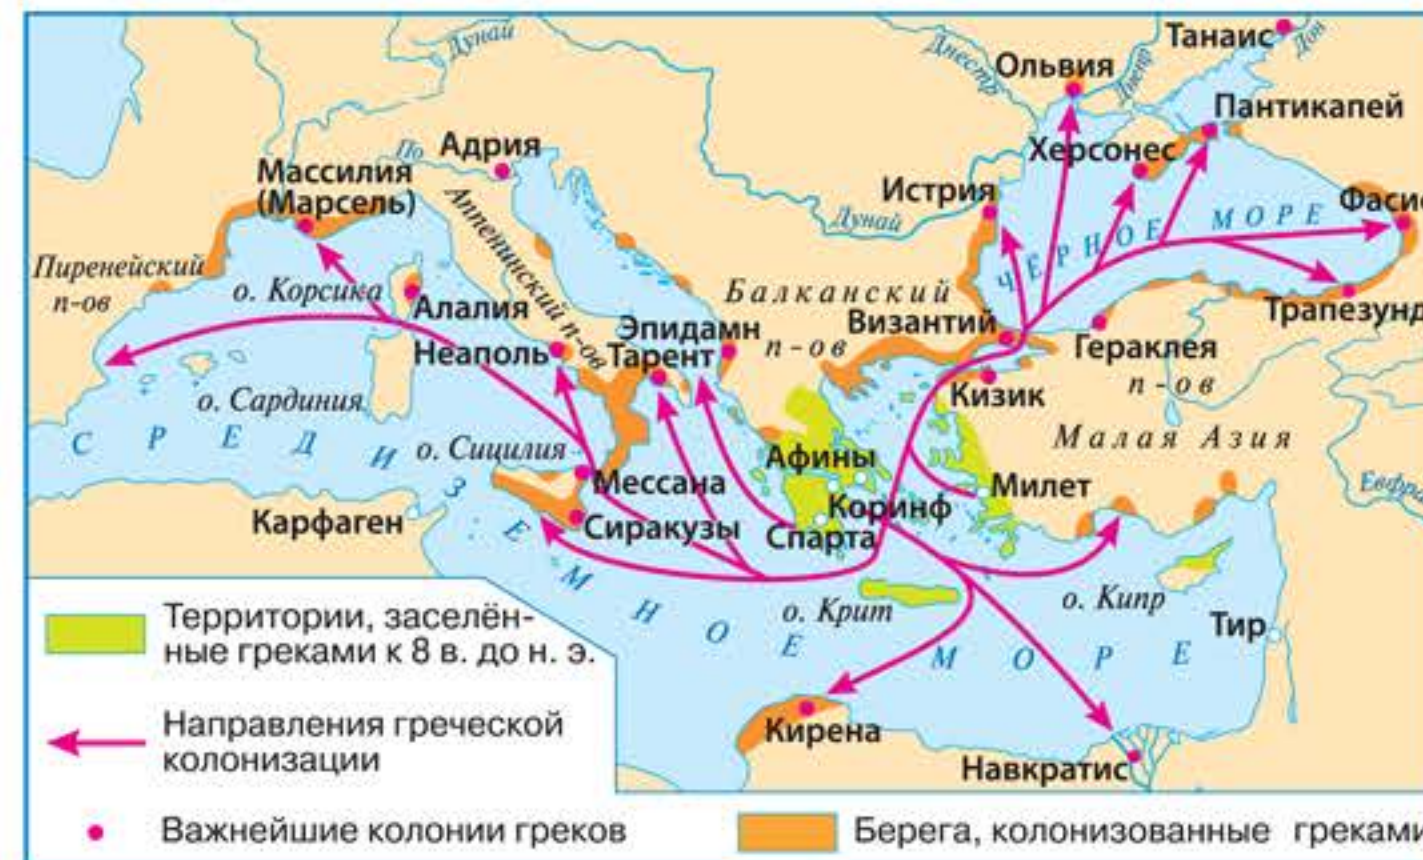 Дунай
Днестр
Ольвия
Днепр
Танаис
Дон
Пантикапей
Херсонес
По
Адрия
Массилия
(Марсель)
Аппенинский п-ов
Истрия
Дунай
ЧЕРНОЕ МОРЕ
Фасис
Пиренейский
п-ов
о. Корсика
Алалия
Неаполь
Эпидамн
Тарент
Балканский
п-ов
Византий
Трапезунд
Гераклея
Кизик
п-ов
Малая Азия
о. Сардиния
о. Сицилия
СРЕДИЗЕМНОЕ МОРЕ
Афины
Милет
Мессана
Коринф
Сиракузы
Спарта
Карфаген
о. Крит
о. Кипр
Тир
Кирена
Навкратис
Территории, заселён-
ные греками к 8 в. до н. э.
Направления греческой
колонизации
Важнейшие колонии греков
Берега, колонизованные греками